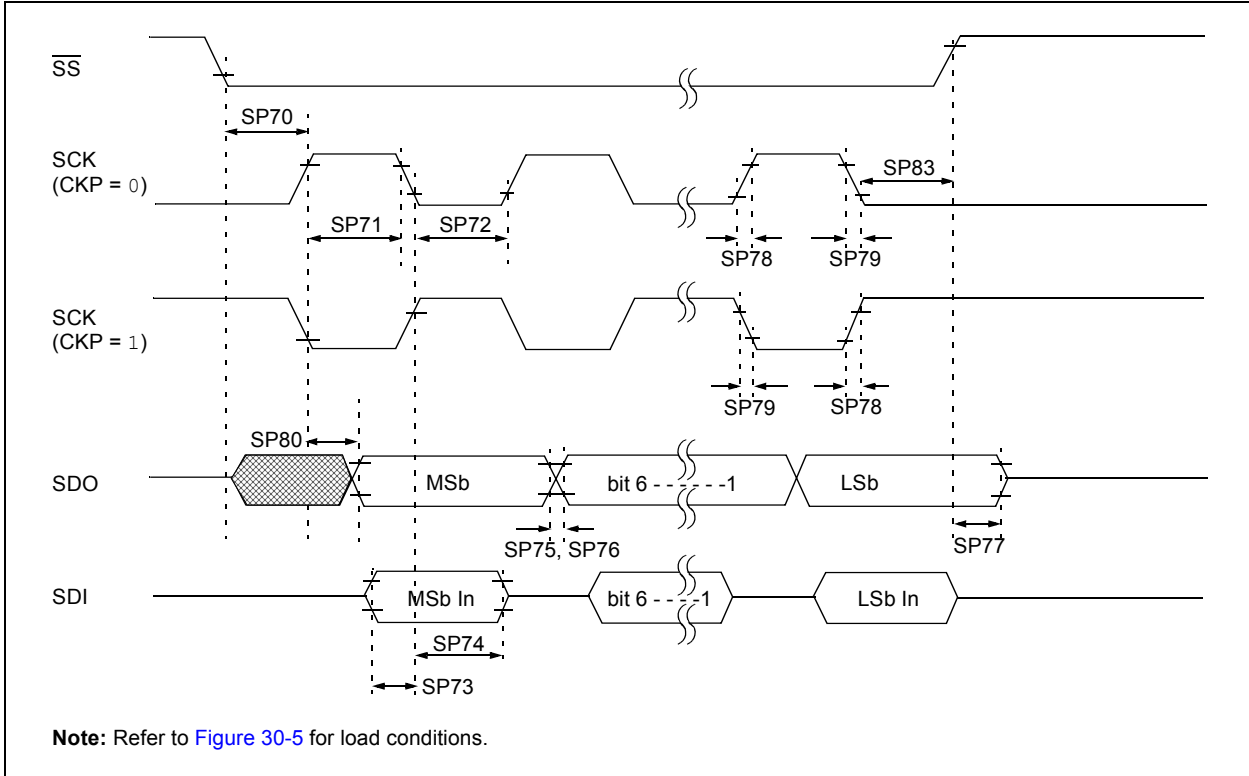 SS
SP70
SCK
(CKP = 0)
SP83
SP71
SP72
SP78
SP79
SCK
(CKP = 1)
SP79
SP78
SP80
SDO
MSb
bit 6 - - - - - -1
LSb
SP75, SP76
SP77
SDI
MSb In
bit 6 - - - -1
LSb In
SP74
SP73
Note: Refer to Figure 30-5 for load conditions.